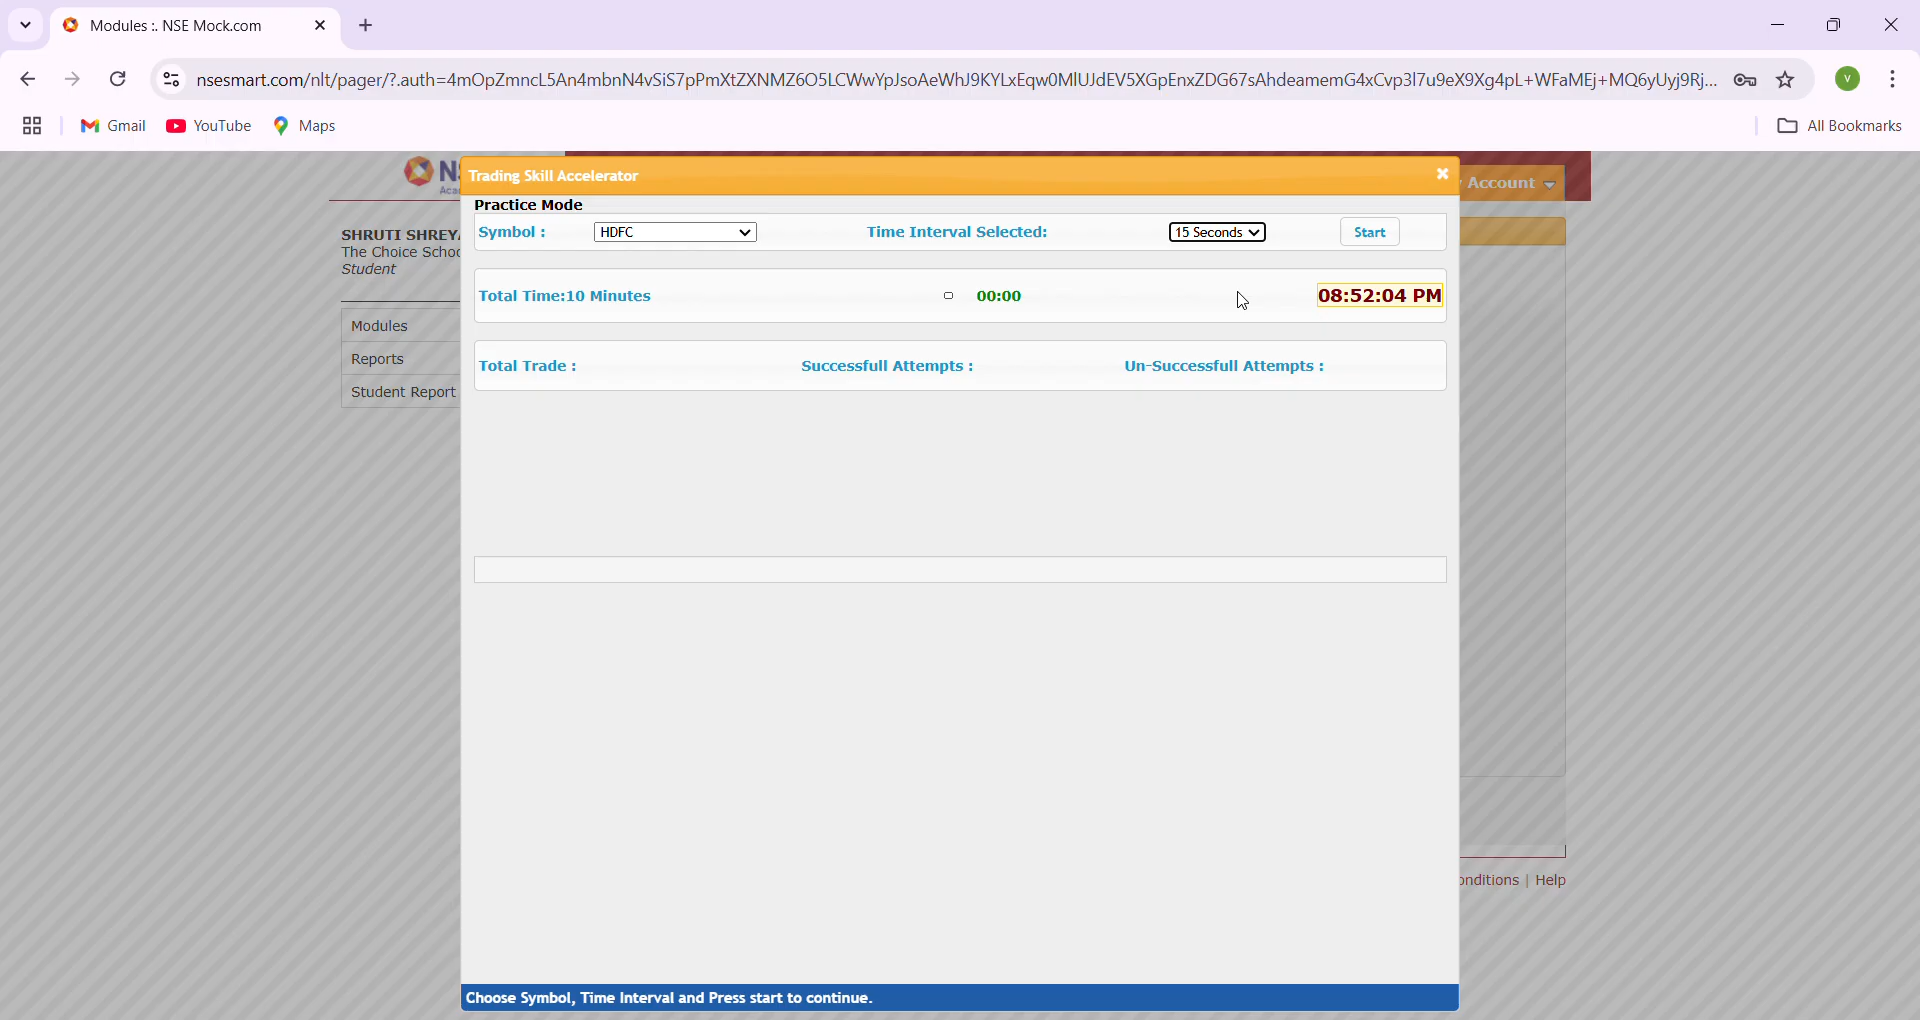 Modules :. NSE Mock.com
nsesmart.com/nlt/pager/?.auth=4mOpZmncL5An4mbnN4vSiS7pPmXtZXNMZ6O5LCWwYpJsoAeWhJ9KYLxEqw0MlUJdEV5XGpEnxZDG67sAhdeamemG4xCvp3l7u9eX9Xg4pL+WFaMEj+MQ6yUyj9Rj...
V
Gmail YouTube Maps All Bookmarks
Trading Skill Accelerator
Account
Practice Mode
Symbol : HDFC Time Interval Selected: 15 Seconds Start
SHRUTI SHREY
The Choice Schoo
Student
Total Time:10 Minutes 00:00 08:52:04 PM
Modules
Reports
Student Report
Total Trade : Successfull Attempts : Un-Successfull Attempts :
onditions | Help
Choose Symbol, Time Interval and Press start to continue.